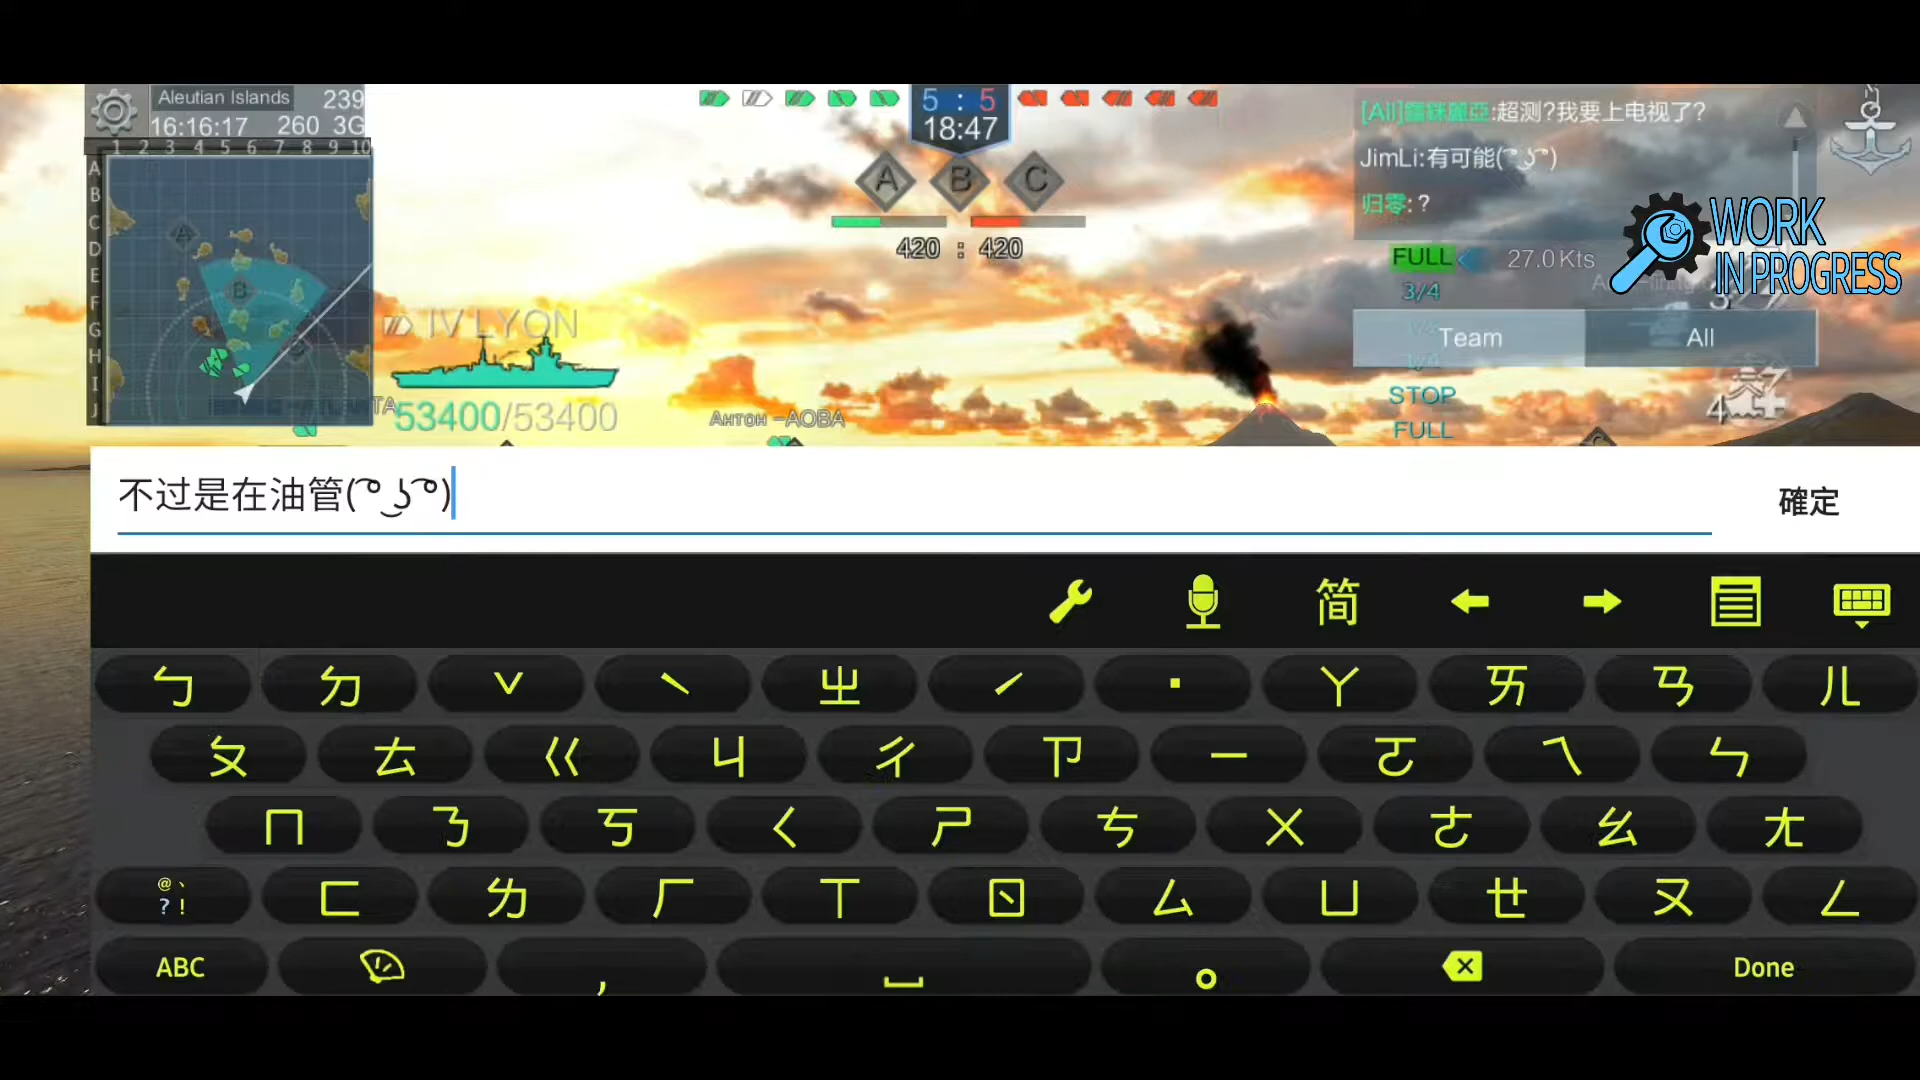 Aleutian Islands 239
16:16:17 260 3G
1 2 3 4 5 6 7 8 9 10
A
B
C
D
E
F
G
H
I
J
A
B
IV LYON
53400/53400
Антон -AOBA
5 : 5
18:47
A B C
420 : 420
:超测?我要上电视了?
JimLi:有可能( ͡° ͜ʖ ͡°)
归零: ?
WORK
IN PROGRESS
FULL 27.0Kts
3/4
Team All
STOP
FULL
4
不过是在油管( ͡° ͜ʖ ͡°)
確定
简
ㄅ ㄉ ˇ ˋ ㄓ ˊ ˙ ㄚ ㄞ ㄢ ㄦ
ㄆ ㄊ ㄍ ㄐ ㄔ ㄗ ㄧ ㄛ ㄟ ㄣ
ㄇ ㄋ ㄎ ㄑ ㄕ ㄘ ㄨ ㄜ ㄠ ㄤ
@、?! ㄈ ㄌ ㄏ ㄒ ㄖ ㄙ ㄩ ㄝ ㄡ ㄥ
ABC , 。 Done